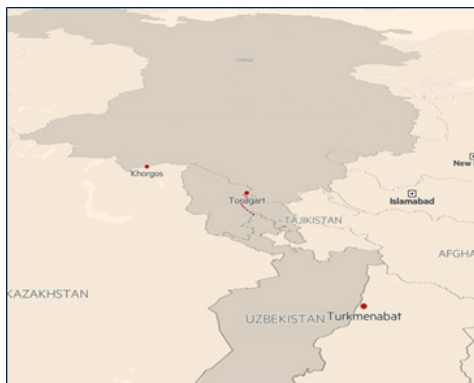 CHINA
New
Khorgos
Torugart
Islamabad
TAJIKISTAN
AFGHA
KAZAKHSTAN
UZBEKISTAN
Turkmenabat